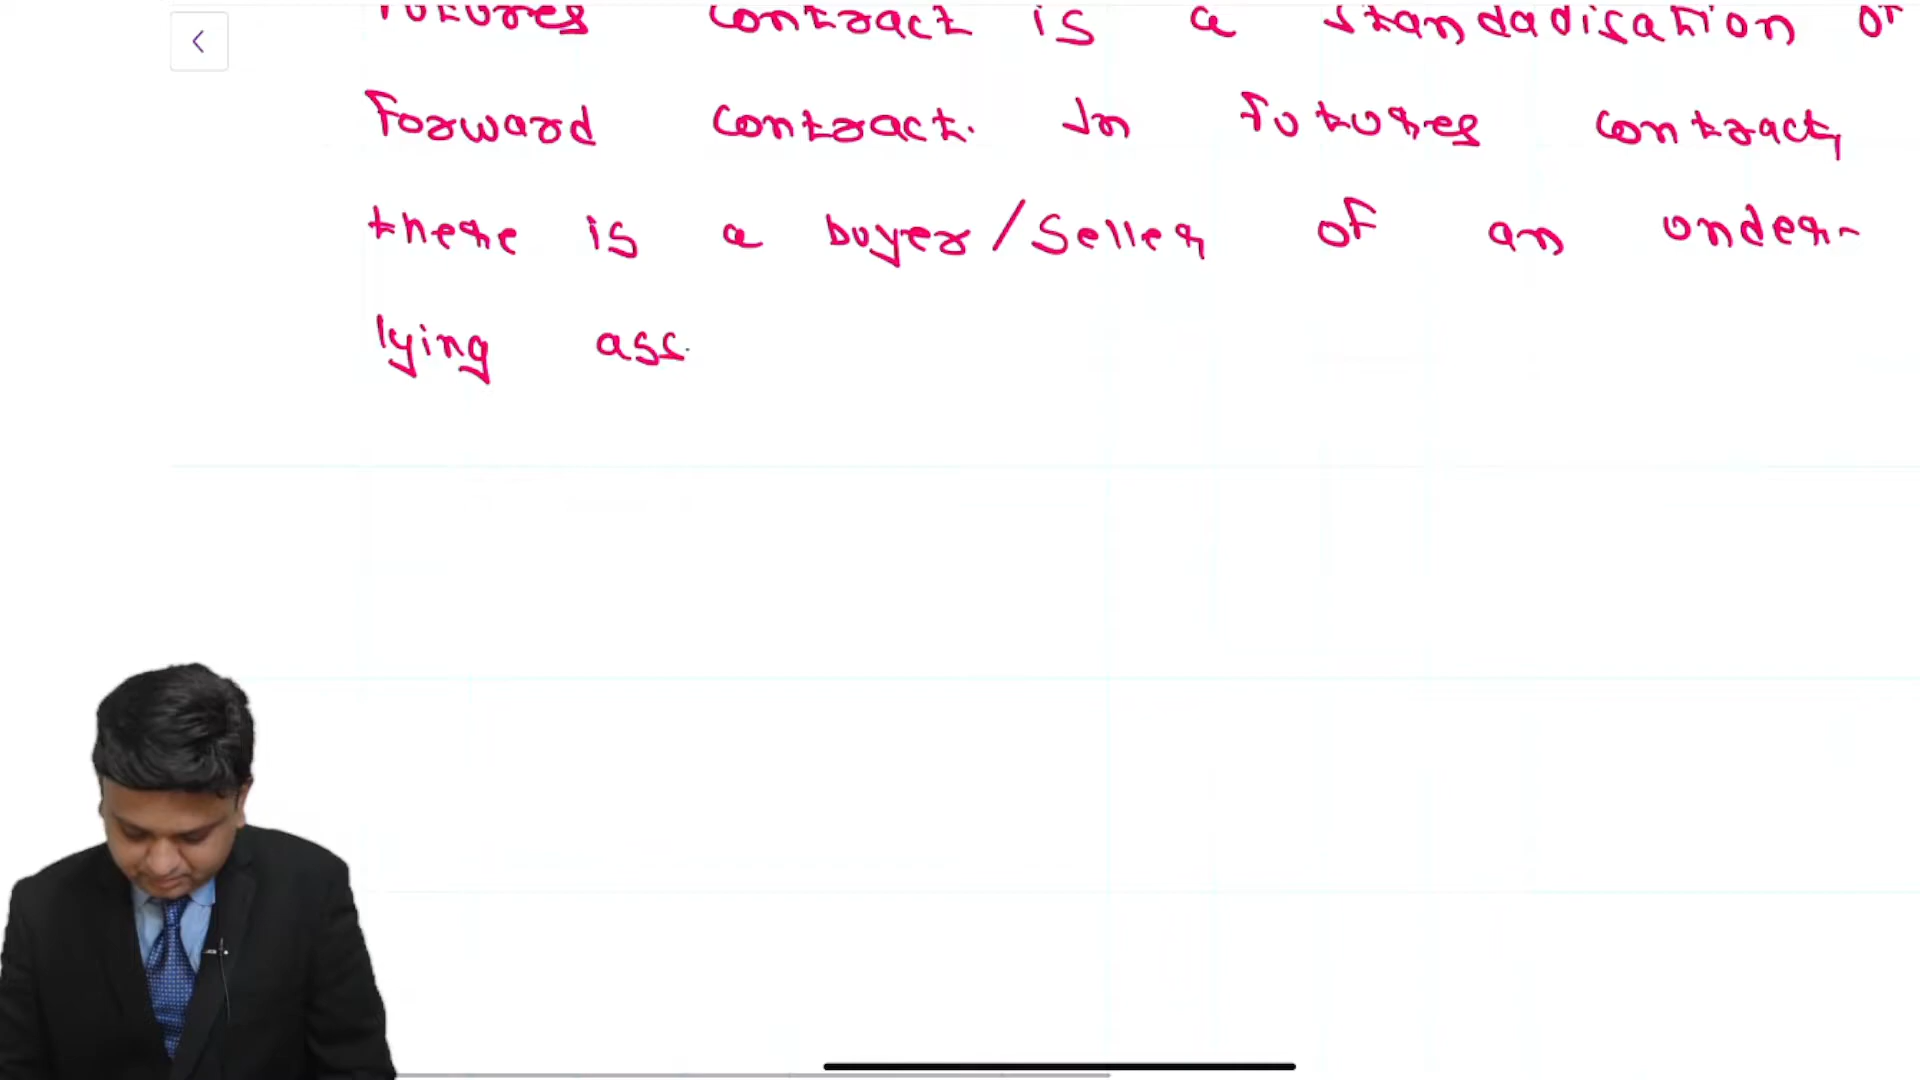 futures contract is a standadisation of
forward contract. In futures contract,
there is a buyer/seller of an under-
lying ass